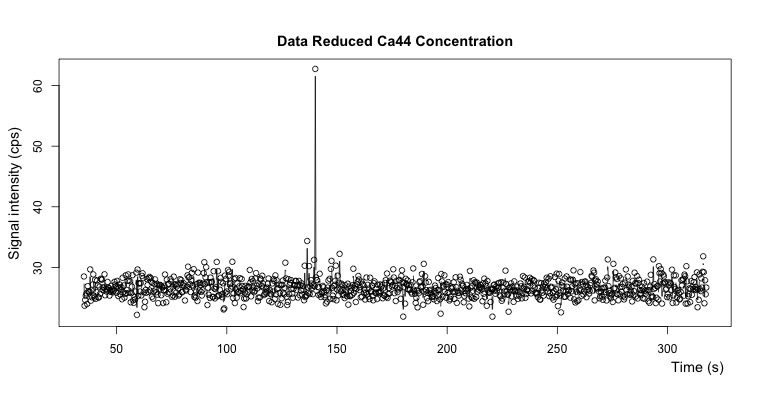 Data Reduced Ca44 Concentration
Signal intensity (cps)
60
50
40
30
50 100 150 200 250 300
Time (s)